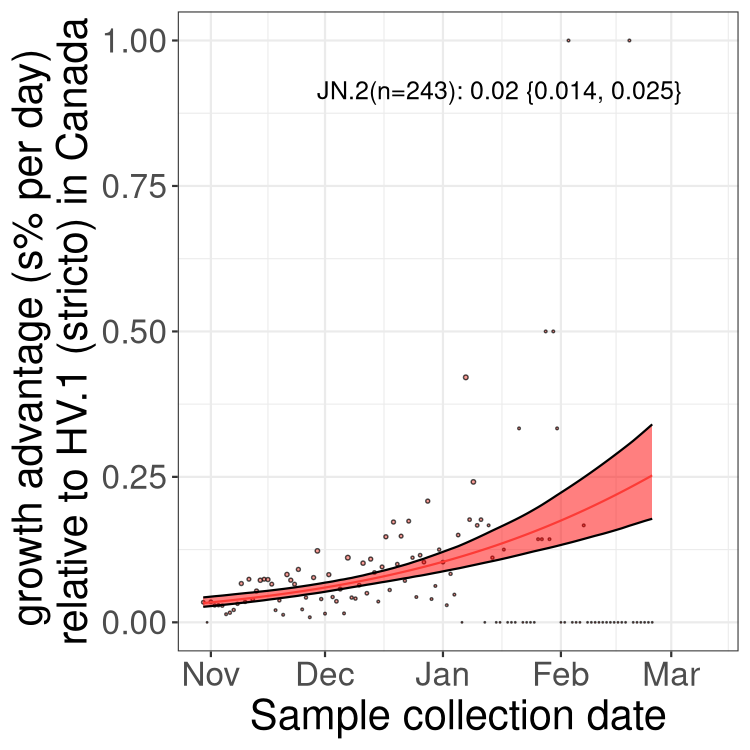 growth advantage (s% per day)
relative to HV.1 (stricto) in Canada
1.00
0.75
0.50
0.25
0.00
JN.2(n=243): 0.02 {0.014, 0.025}
Nov Dec Jan Feb Mar
Sample collection date